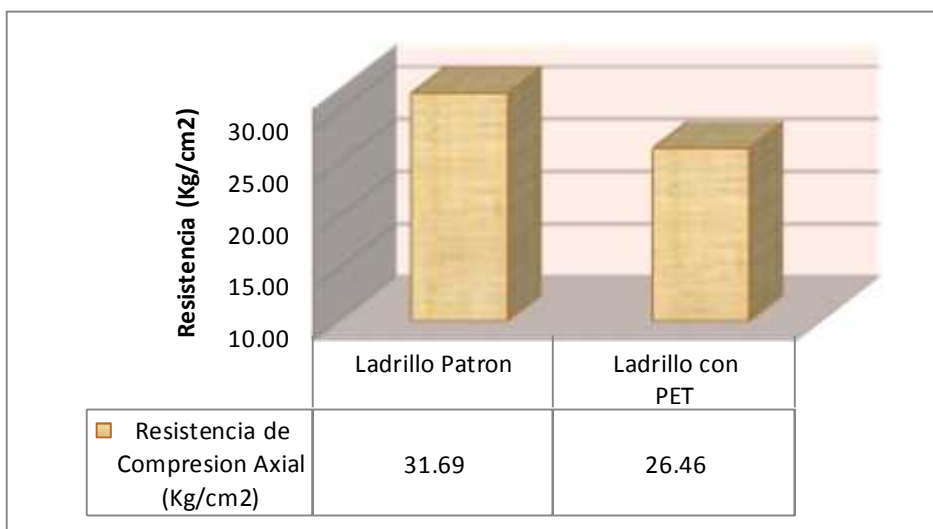 Resistencia (Kg/cm2)
30.00
25.00
20.00
15.00
10.00
Ladrillo Patron
Ladrillo con
PET
Resistencia de
Compresion Axial
(Kg/cm2)
31.69
26.46